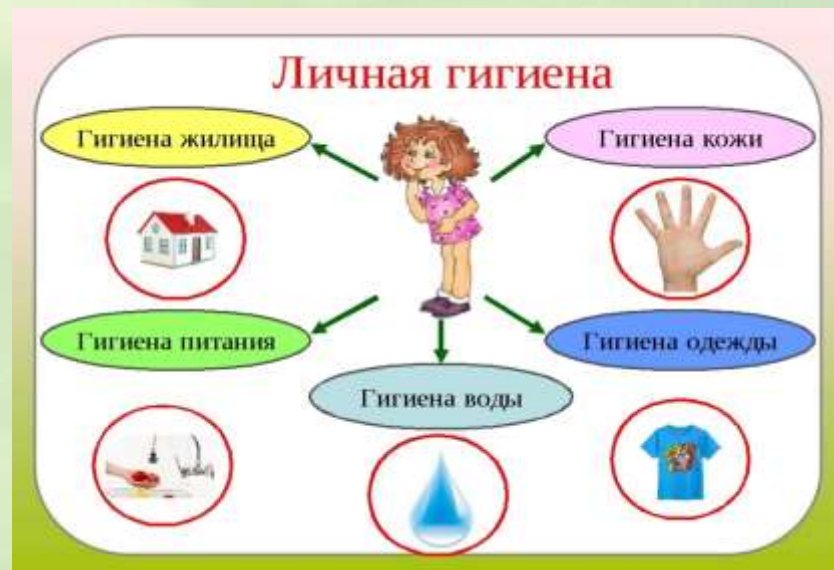 Личная гигиена
Гигиена жилища
Гигиена кожи
Гигиена питания
Гигиена одежды
Гигиена воды